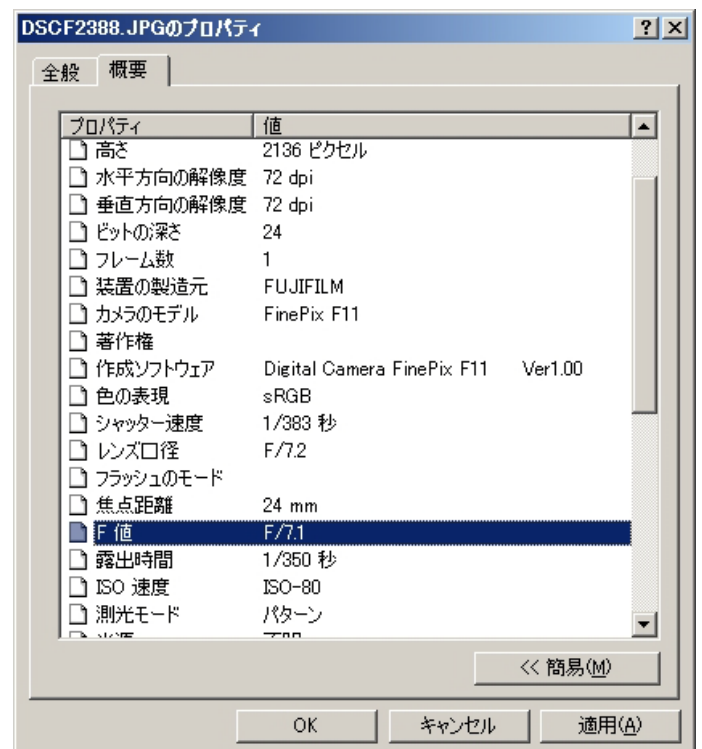 DSCF2388.JPGのプロパティ
全般 概要
プロパティ 値
高さ 2136 ピクセル
水平方向の解像度 72 dpi
垂直方向の解像度 72 dpi
ビットの深さ 24
フレーム数 1
装置の製造元 FUJIFILM
カメラのモデル FinePix F11
著作権
作成ソフトウェア Digital Camera FinePix F11 Ver1.00
色の表現 sRGB
シャッター速度 1/383 秒
レンズ口径 F/7.2
フラッシュのモード
焦点距離 24 mm
F 値 F/7.1
露出時間 1/350 秒
ISO 速度 ISO-80
測光モード パターン
<< 簡易(M)
OK キャンセル 適用(A)